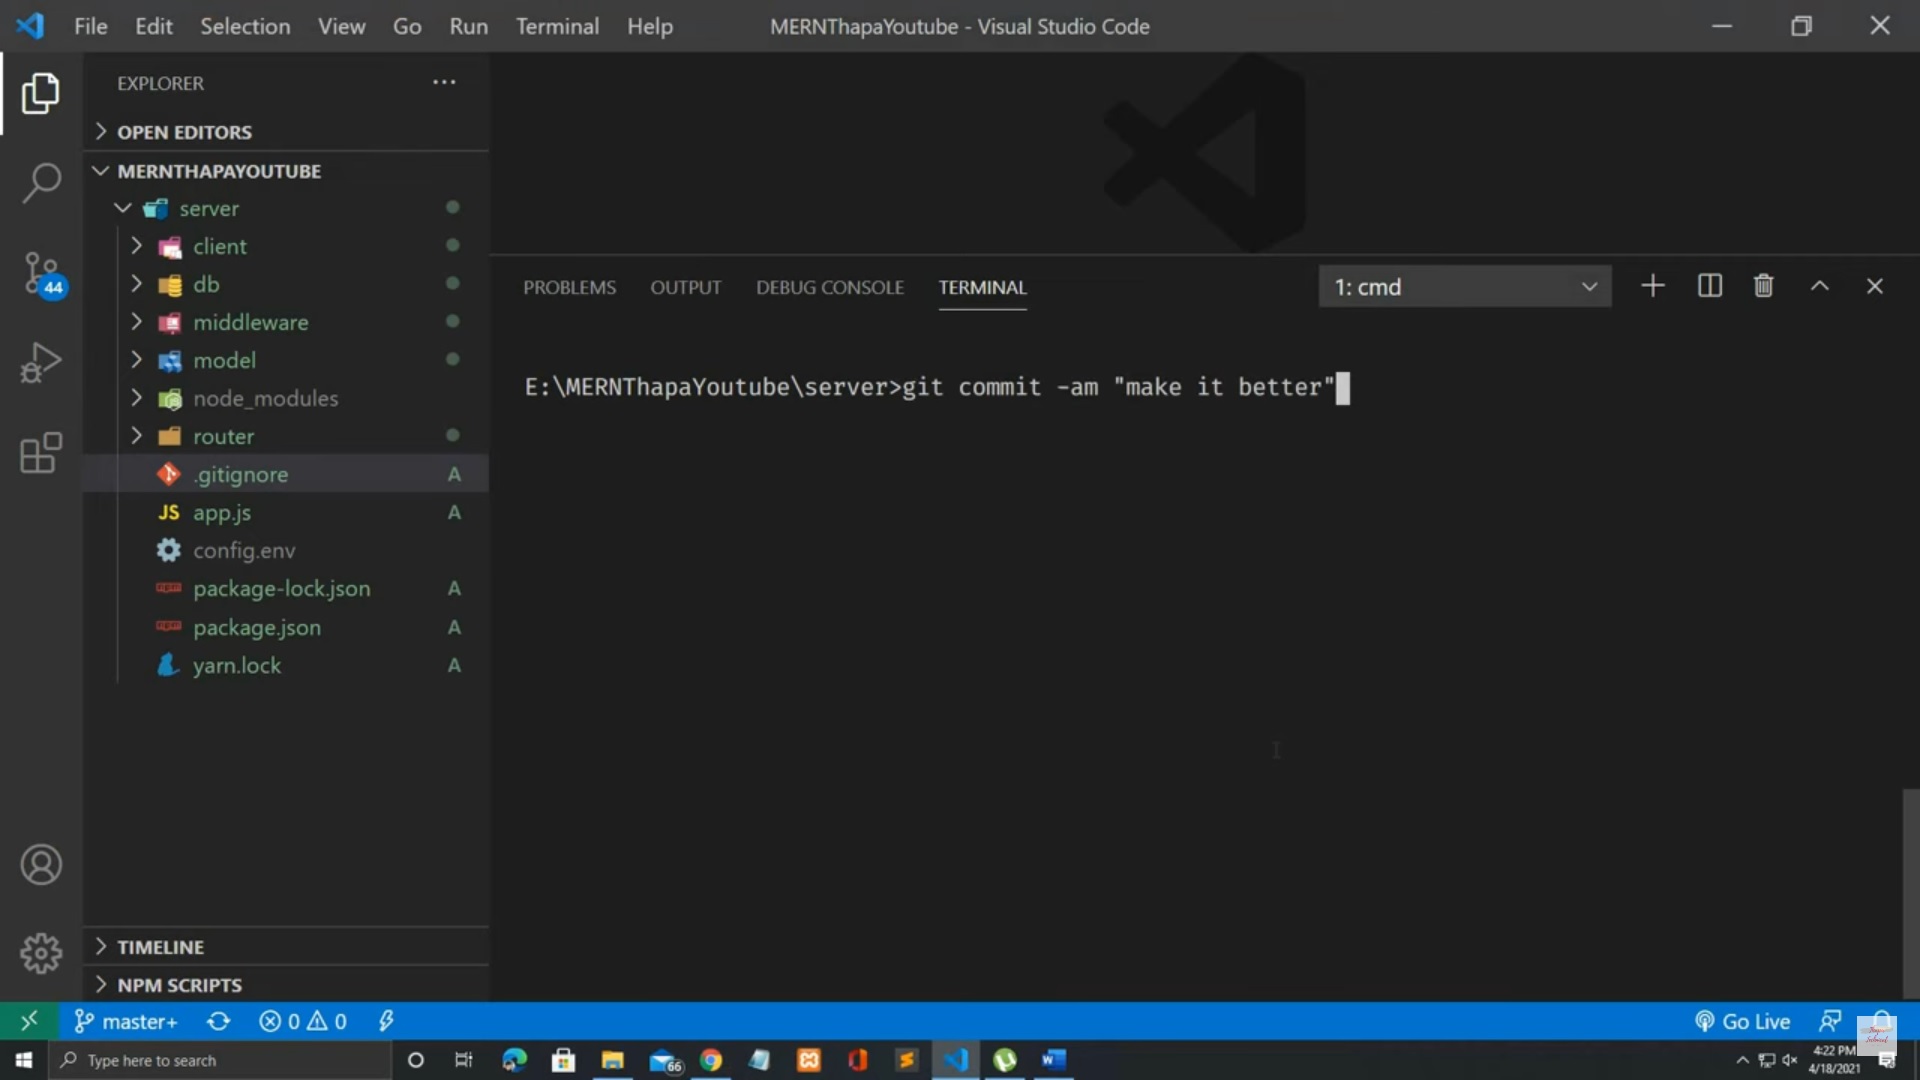 File Edit Selection View Go Run Terminal Help
MERNThapaYoutube - Visual Studio Code
EXPLORER
OPEN EDITORS
MERNTHAPAYOUTUBE
server
client
db
middleware
model
node_modules
router
.gitignore A
app.js A
config.env
package-lock.json A
package.json A
yarn.lock A
TIMELINE
NPM SCRIPTS
44
PROBLEMS OUTPUT DEBUG CONSOLE TERMINAL
1: cmd
E:\MERNThapaYoutube\server>git commit -am "make it better"
master+ 0 0
Go Live
Type here to search
66
4:22 PM
4/18/2021